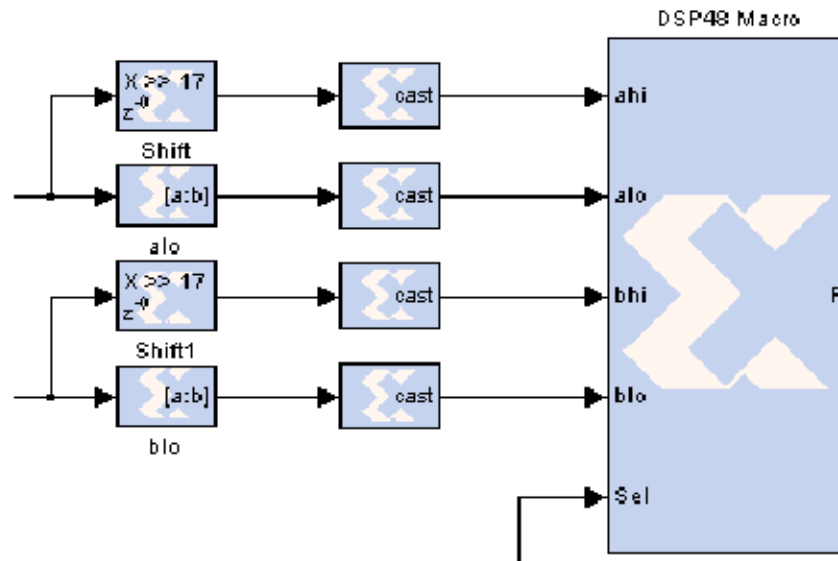 DSP48 Macro
X >> 17
z⁻⁰
cast
ahi
Shift
[a:b]
cast
alo
alo
X >> 17
z⁻⁰
cast
bhi
Shift1
[a:b]
cast
blo
blo
Sel